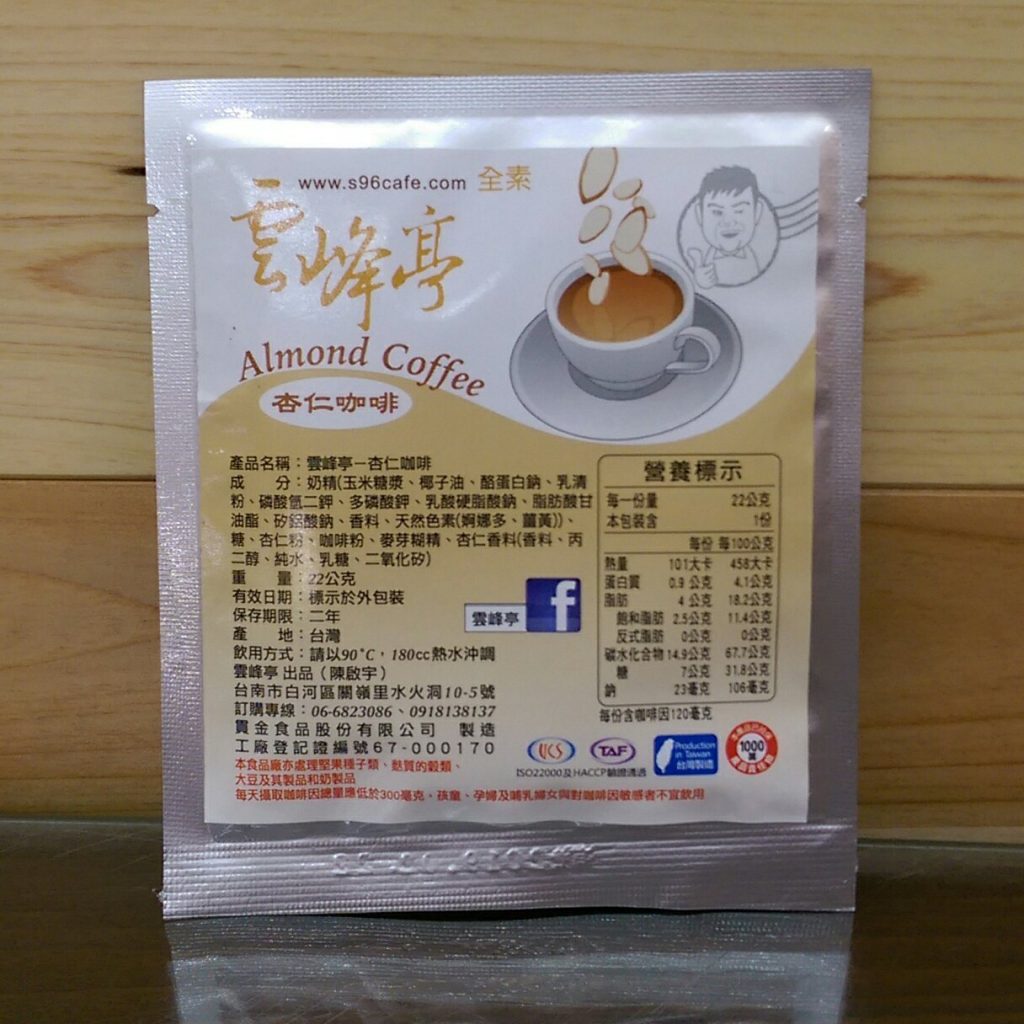 www.s96cafe.com 全素
雲峰亭
Almond Coffee
杏仁咖啡
產品名稱：雲峰亭－杏仁咖啡
成　　分：奶精(玉米糖漿、椰子油、酪蛋白鈉、乳清
粉、磷酸氫二鉀、多磷酸鉀、乳酸硬脂酸鈉、脂肪酸甘
油酯、矽鋁酸鈉、香料、天然色素(婀娜多、薑黃))、
糖、杏仁粉、咖啡粉、麥芽糊精、杏仁香料(香料、丙
二醇、純水、乳糖、二氧化矽)
重　　量：22公克
有效日期：標示於外包裝
保存期限：二年
產　　地：台灣
飲用方式：請以90˚C，180cc熱水沖調
雲峰亭 出品（陳啟宇）
台南市白河區關嶺里水火洞10-5號
訂購專線：06-6823086、0918138137
貫金食品股份有限公司　製造
工廠登記證編號67-000170
本食品廠亦處理堅果種子類、麩質的穀類、
大豆及其製品和奶製品
每天攝取咖啡因總量應低於300毫克，孩童、孕婦及哺乳婦女與對咖啡因敏感者不宜飲用
雲峰亭 f
營養標示
每一份量 22公克
本包裝含 1份
每份 每100公克
熱量 101大卡 458大卡
蛋白質 0.9 公克 4.1公克
脂肪 4 公克 18.2公克
飽和脂肪 2.5公克 11.4公克
反式脂肪 0公克 0公克
碳水化合物 14.9公克 67.7公克
糖 7公克 31.8公克
鈉 23毫克 106毫克
每份含咖啡因120毫克
UCS TAF
ISO22000及HACCP驗證通過
Production in Taiwan
台灣製造
1000萬